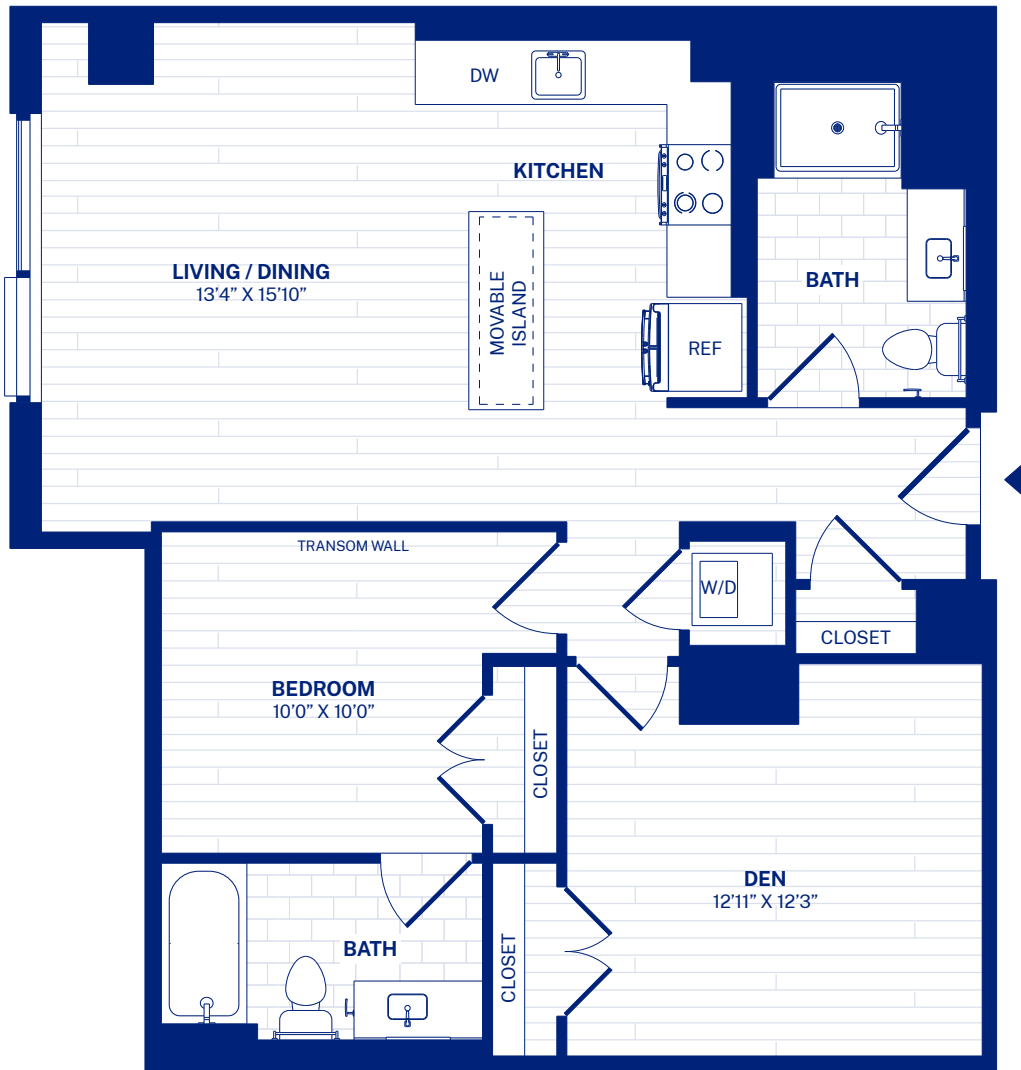 DW
KITCHEN
LIVING / DINING
13’4” X 15’10”
MOVABLE
ISLAND
BATH
REF
TRANSOM WALL
W/D
CLOSET
BEDROOM
10’0” X 10’0”
CLOSET
DEN
12’11” X 12’3”
BATH
CLOSET